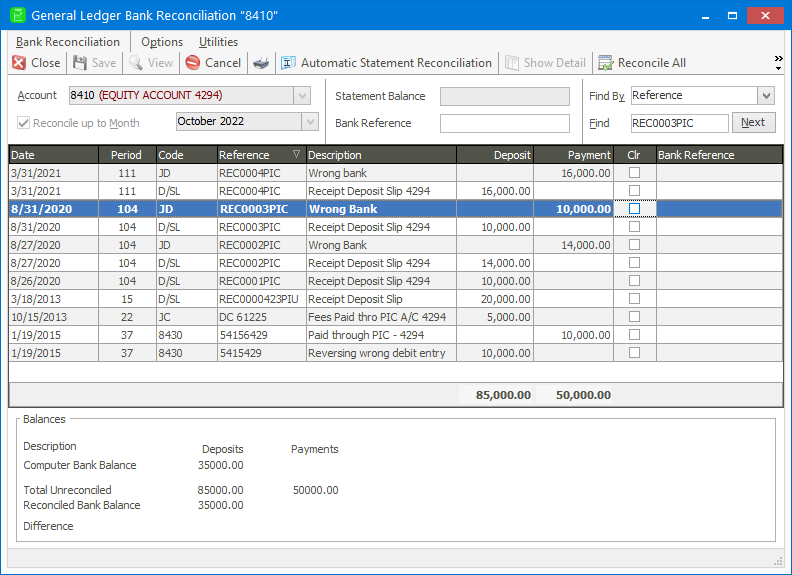 General Ledger Bank Reconciliation "8410"
Bank Reconciliation Options Utilities
Close Save View Cancel Automatic Statement Reconciliation Show Detail Reconcile All
Account 8410 (EQUITY ACCOUNT 4294) Statement Balance Find By Reference
Reconcile up to Month October 2022 Bank Reference Find REC0003PIC Next
Date Period Code Reference Description Deposit Payment Clr Bank Reference
3/31/2021 111 JD REC0004PIC Wrong bank 16,000.00
3/31/2021 111 D/SL REC0004PIC Receipt Deposit Slip 4294 16,000.00
8/31/2020 104 JD REC0003PIC Wrong Bank 10,000.00
8/31/2020 104 D/SL REC0003PIC Receipt Deposit Slip 4294 10,000.00
8/27/2020 104 JD REC0002PIC Wrong Bank 14,000.00
8/27/2020 104 D/SL REC0002PIC Receipt Deposit Slip 4294 14,000.00
8/26/2020 104 D/SL REC0001PIC Receipt Deposit Slip 4294 10,000.00
3/18/2013 15 D/SL REC0000423PIU Receipt Deposit Slip 20,000.00
10/15/2013 22 JC DC 61225 Fees Paid thro PIC A/C 4294 5,000.00
1/19/2015 37 8430 54156429 Paid through PIC - 4294 10,000.00
1/19/2015 37 8430 5415429 Reversing wrong debit entry 10,000.00
85,000.00 50,000.00
Balances
Description Deposits Payments
Computer Bank Balance 35000.00
Total Unreconciled 85000.00 50000.00
Reconciled Bank Balance 35000.00
Difference